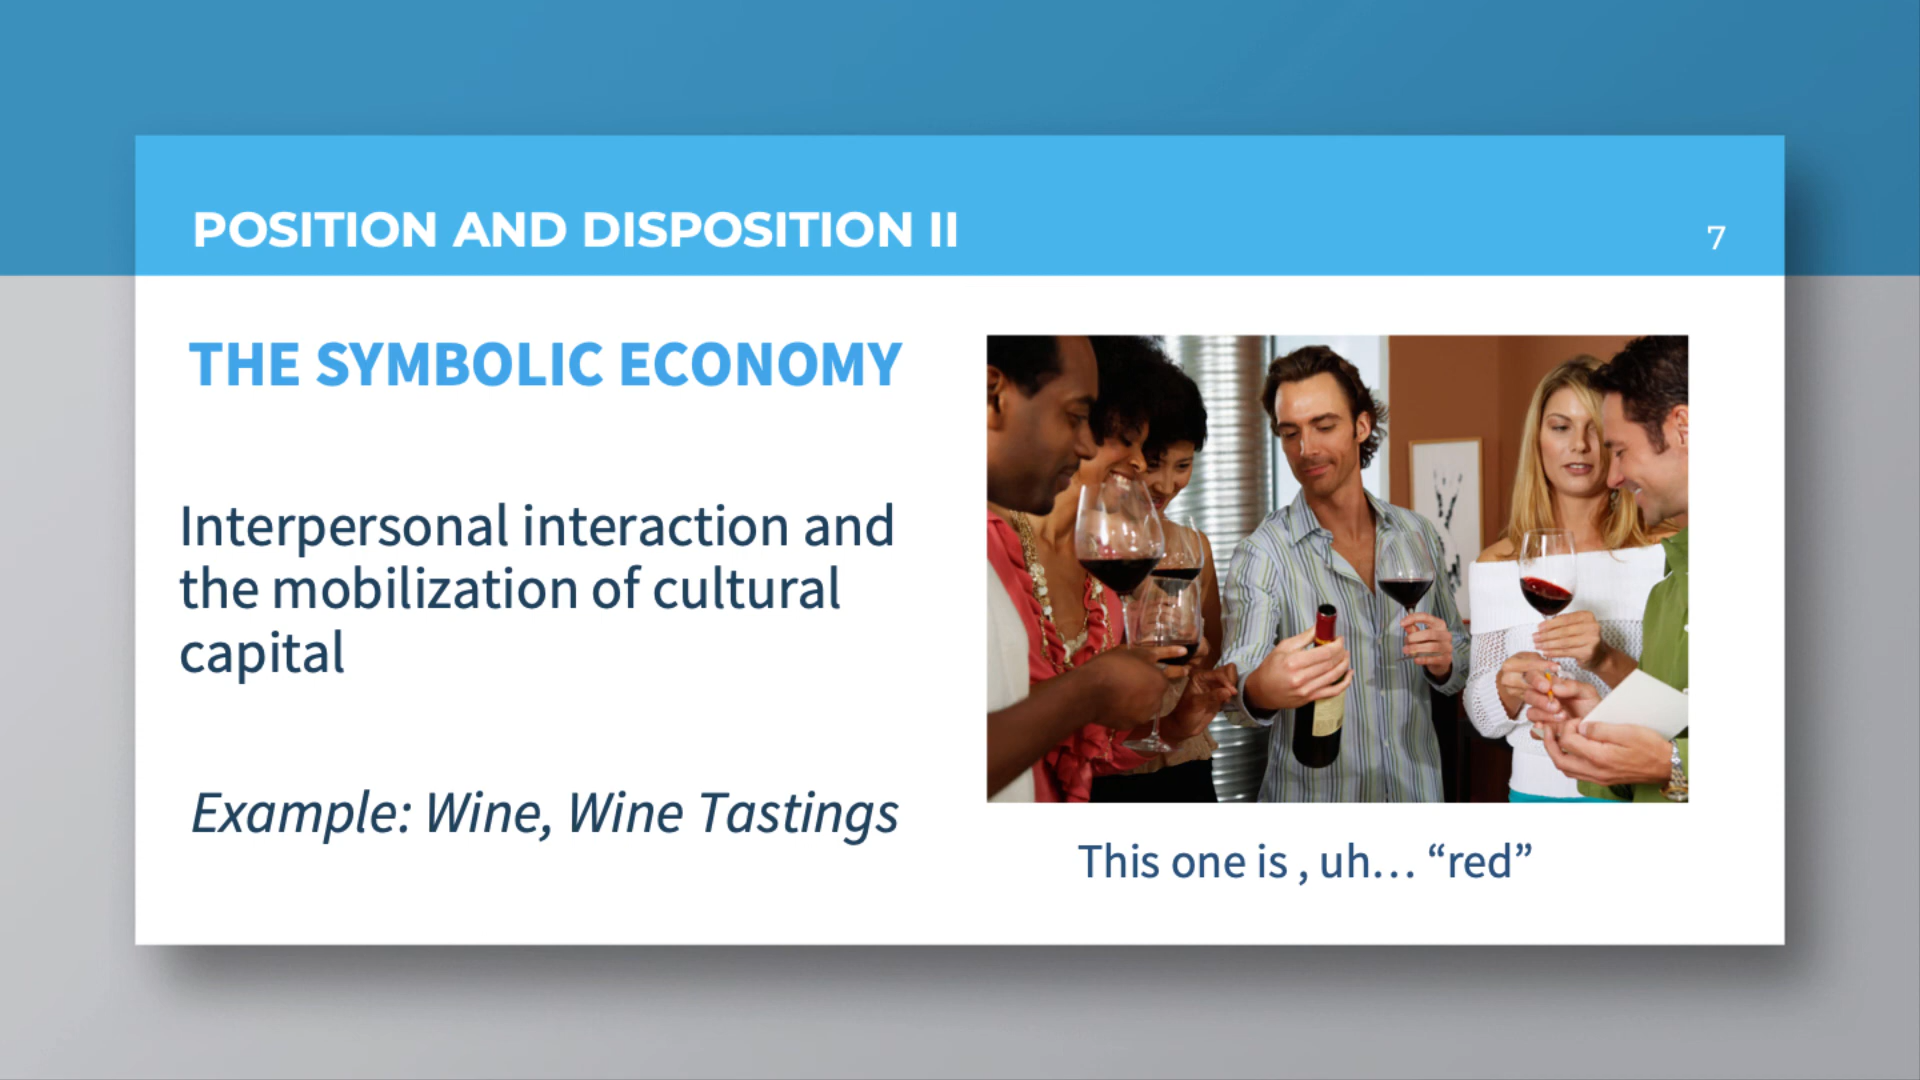 POSITION AND DISPOSITION II
7
THE SYMBOLIC ECONOMY
Interpersonal interaction and
the mobilization of cultural
capital
Example: Wine, Wine Tastings
This one is , uh… “red”